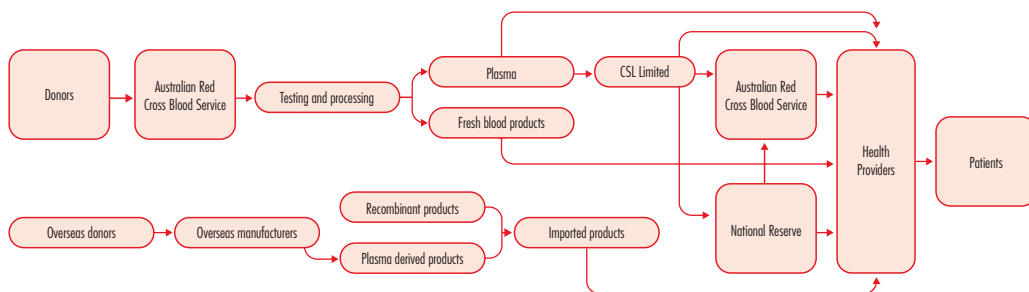 Donors
Australian Red
Cross Blood Service
Testing and processing
Plasma
Fresh blood products
CSL Limited
Australian Red
Cross Blood Service
Health
Providers
Patients
Overseas donors
Overseas manufacturers
Recombinant products
Plasma derived products
Imported products
National Reserve